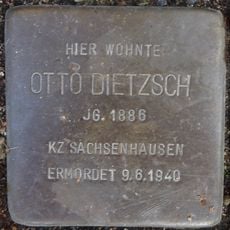 HIER WOHNTE
OTTO DIETZSCH
JG. 1886
KZ SACHSENHAUSEN
ERMORDET 9.6.1940